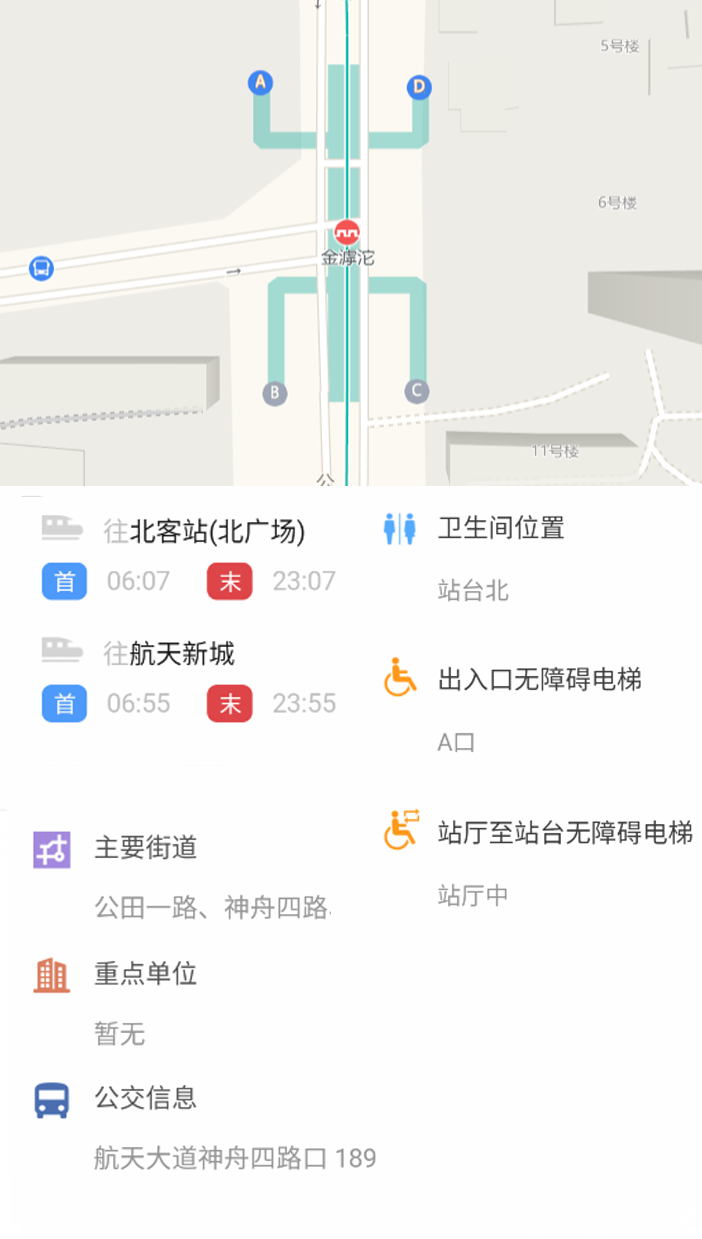 A
D
5号楼
6号楼
金滹沱
B
C
11号楼
公
往北客站(北广场)
首 06:07 末 23:07
往航天新城
首 06:55 末 23:55
卫生间位置
站台北
出入口无障碍电梯
A口
站厅至站台无障碍电梯
站厅中
主要街道
公田一路、神舟四路
重点单位
暂无
公交信息
航天大道神舟四路口 189